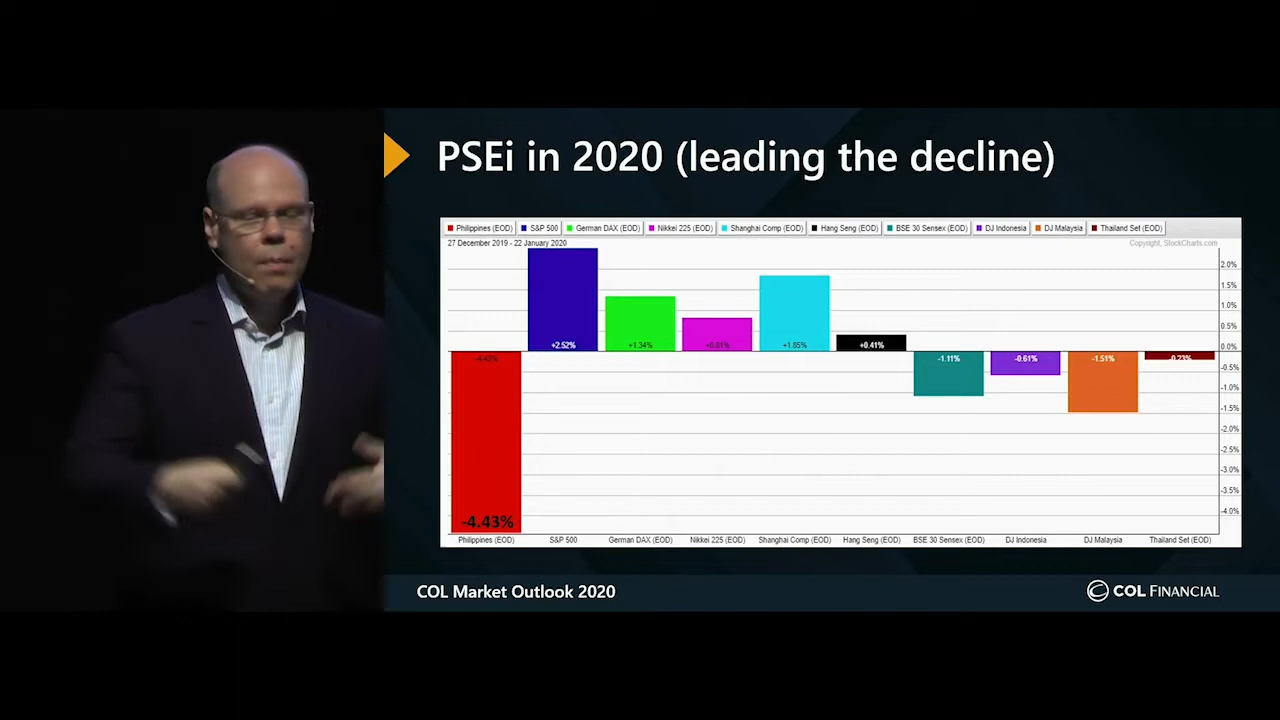 PSEi in 2020 (leading the decline)
Philippines (EOD) S&P 500 German DAX (EOD) Nikkei 225 (EOD) Shanghai Comp (EOD) Hang Seng (EOD) BSE 30 Sensex (EOD) DJ Indonesia DJ Malaysia Thailand Set (EOD)
27 December 2019 - 22 January 2020
Copyright, StockCharts.com
2.0%
1.5%
1.0%
0.5%
0.0%
-0.5%
-1.0%
-1.5%
-2.0%
-2.5%
-3.0%
-3.5%
-4.0%
-4.43% +2.52% +1.34% +0.81% +1.85% +0.41% -1.11% -0.61% -1.51% -0.23%
-4.43%
Philippines (EOD) S&P 500 German DAX (EOD) Nikkei 225 (EOD) Shanghai Comp (EOD) Hang Seng (EOD) BSE 30 Sensex (EOD) DJ Indonesia DJ Malaysia Thailand Set (EOD)
COL Market Outlook 2020
COL FINANCIAL